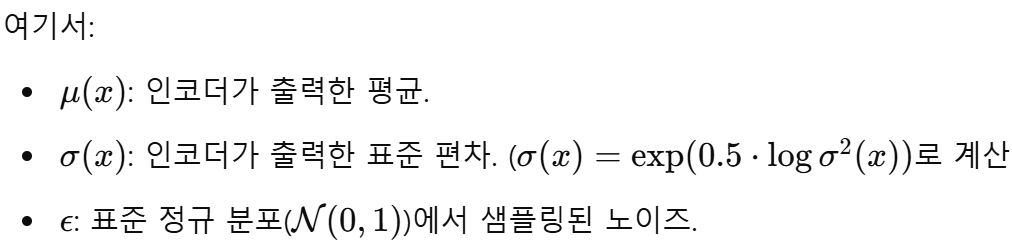 여기서:
• μ(x): 인코더가 출력한 평균.
• σ(x): 인코더가 출력한 표준 편차. (σ(x) = exp(0.5 · log σ²(x))로 계산
• ϵ: 표준 정규 분포(𝒩(0, 1))에서 샘플링된 노이즈.